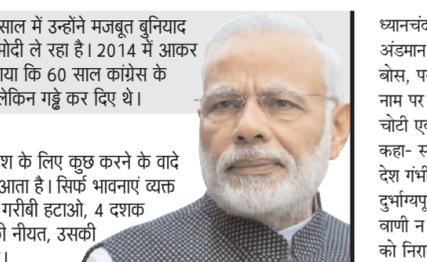 साल में उन्होंने मजबूत बुनियाद
मोदी ले रहा है। 2014 में आकर
या कि 60 साल कांग्रेस के
लेकिन गड्ढे कर दिए थे।
श के लिए कुछ करने के वादे
आता है। सिर्फ भावनाएं व्यक्त
गरीबी हटाओ, 4 दशक
नीयत, उसकी
ध्यानचंद
अंडमान
बोस, प
नाम पर
चोटी ए
कहा- स
देश गंभी
दुर्भाग्यपू
वाणी न
को निरा